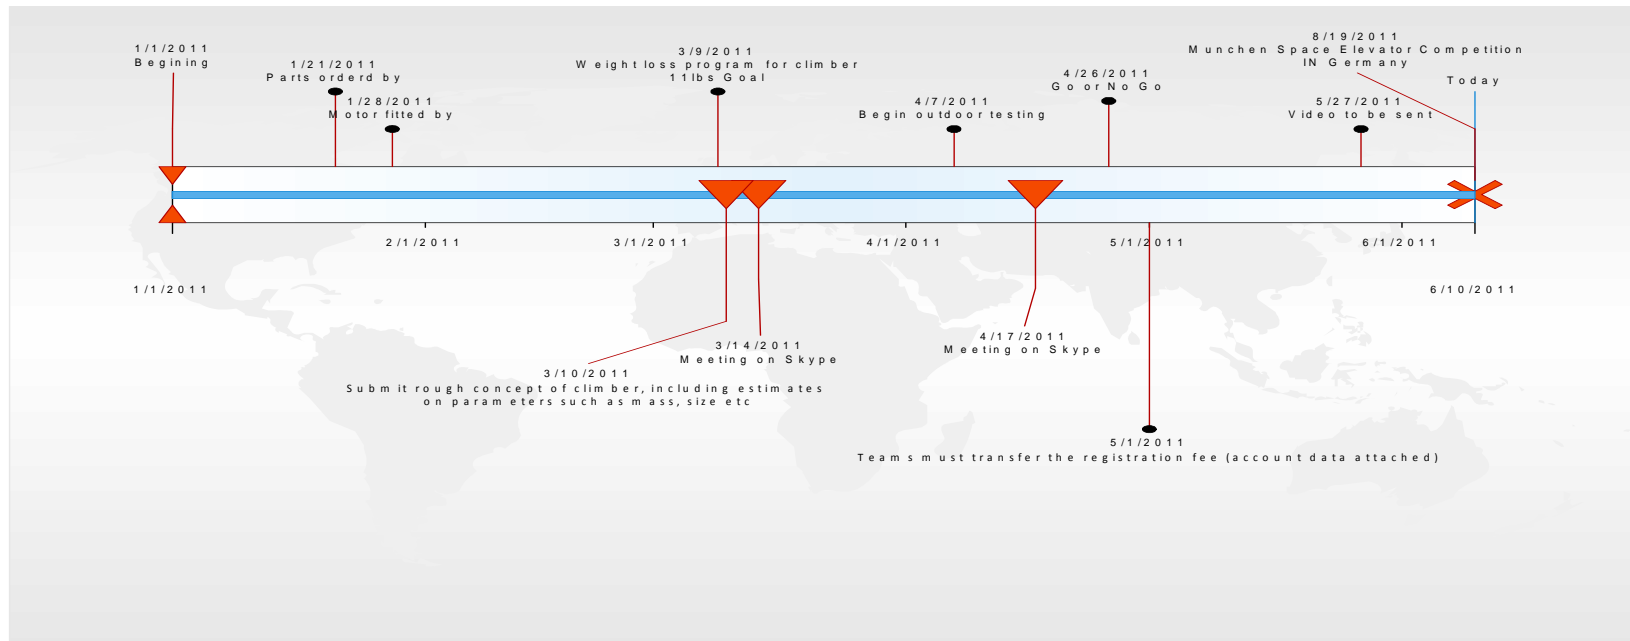 1/1/2011
Begining
1/21/2011
Parts orderd by
1/28/2011
Motor fitted by
3/9/2011
Weight loss program for climber
11lbs Goal
4/7/2011
Begin outdoor testing
4/26/2011
Go or No Go
8/19/2011
Munchen Space Elevator Competition
IN Germany
Today
5/27/2011
Video to be sent
2/1/2011
3/1/2011
4/1/2011
5/1/2011
6/1/2011
1/1/2011
6/10/2011
3/14/2011
Meeting on Skype
3/10/2011
Submit rough concept of climber, including estimates
on parameters such as mass, size etc
4/17/2011
Meeting on Skype
5/1/2011
Teams must transfer the registration fee (account data attached)